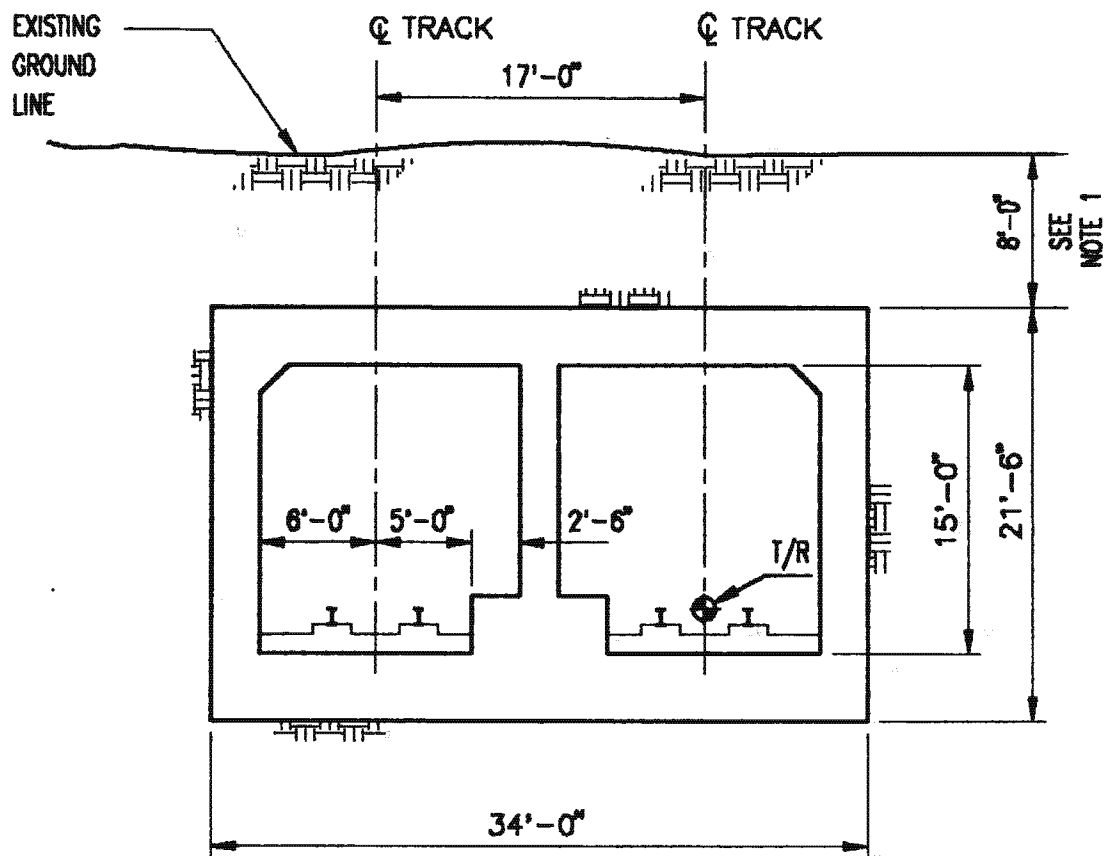 EXISTING
GROUND
LINE
℄ TRACK
℄ TRACK
17'-0"
8'-0"
SEE
NOTE 1
6'-0"
5'-0"
2'-6"
T/R
15'-0"
21'-6"
34'-0"